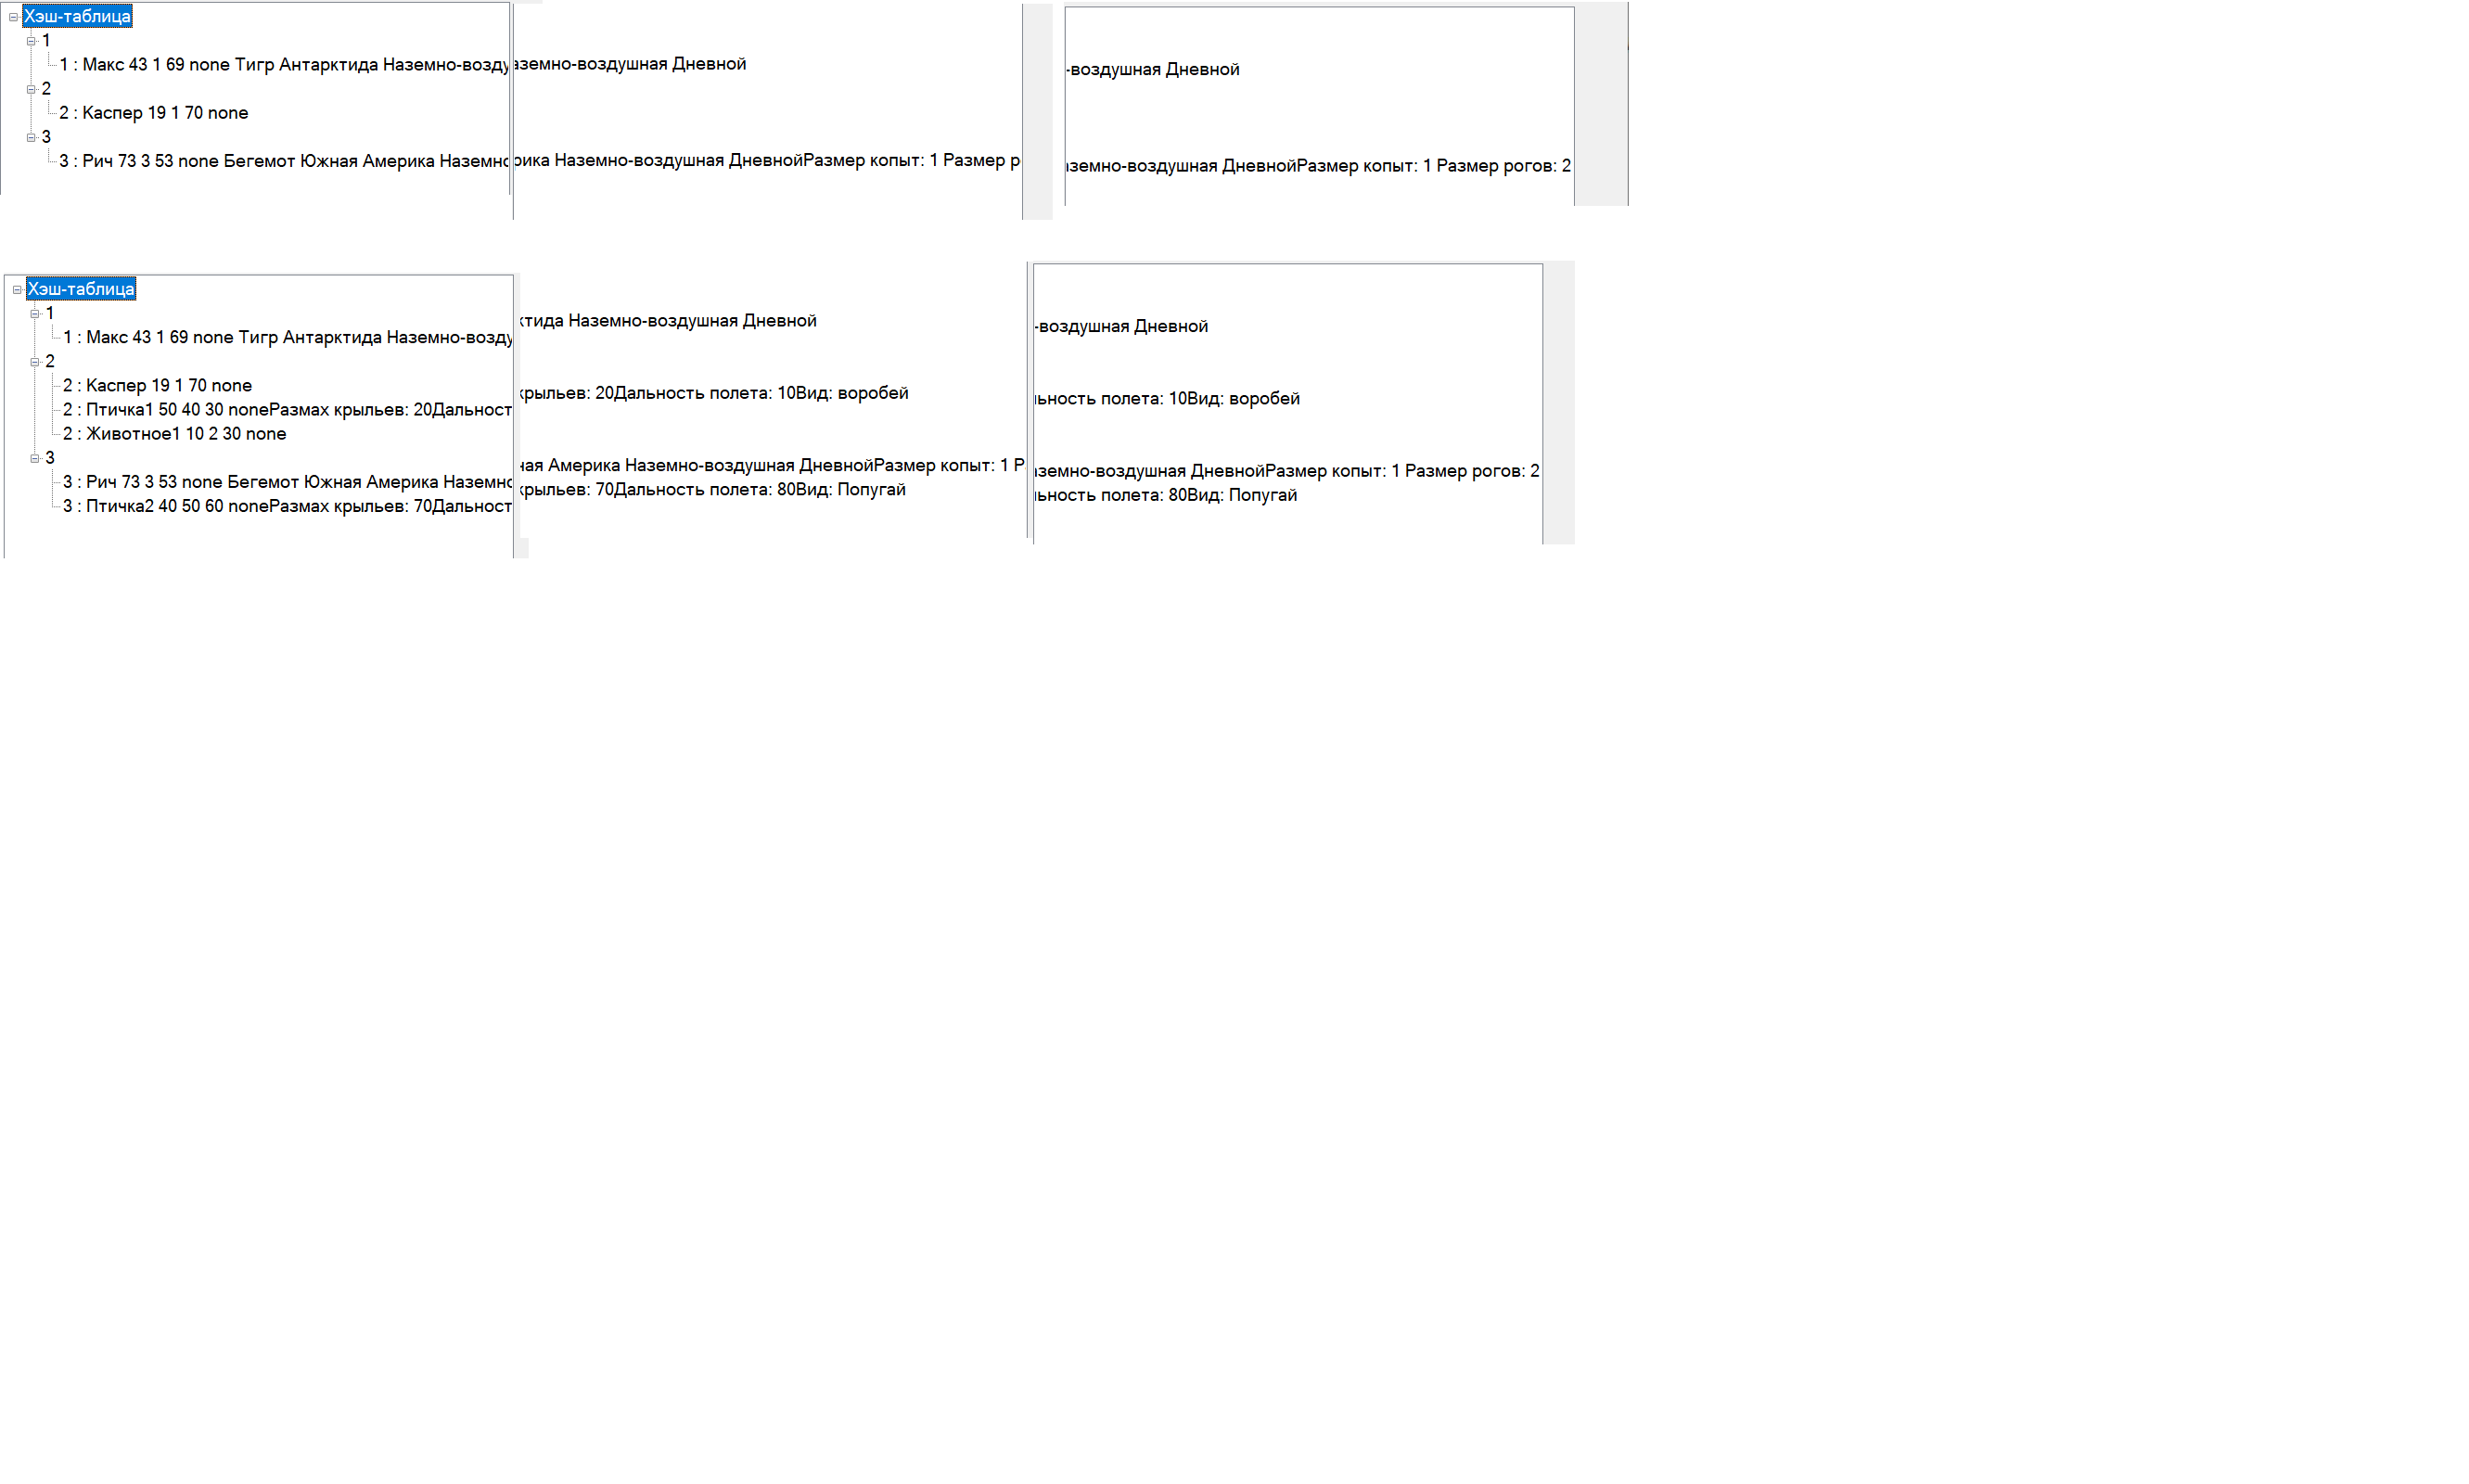 Хэш-таблица
1
1 : Макс 43 1 69 none Тигр Антарктида Наземно-возду
2
2 : Каспер 19 1 70 none
3
3 : Рич 73 3 53 none Бегемот Южная Америка Наземно
аземно-воздушная Дневной
рика Наземно-воздушная ДневнойРазмер копыт: 1 Размер р
-воздушная Дневной
аземно-воздушная ДневнойРазмер копыт: 1 Размер рогов: 2
Хэш-таблица
1
1 : Макс 43 1 69 none Тигр Антарктида Наземно-возду
2
2 : Каспер 19 1 70 none
2 : Птичка1 50 40 30 noneРазмах крыльев: 20Дальност
2 : Животное1 10 2 30 none
3
3 : Рич 73 3 53 none Бегемот Южная Америка Наземно
3 : Птичка2 40 50 60 noneРазмах крыльев: 70Дальност
ктида Наземно-воздушная Дневной
крыльев: 20Дальность полета: 10Вид: воробей
ная Америка Наземно-воздушная ДневнойРазмер копыт: 1 Р
крыльев: 70Дальность полета: 80Вид: Попугай
-воздушная Дневной
льность полета: 10Вид: воробей
аземно-воздушная ДневнойРазмер копыт: 1 Размер рогов: 2
льность полета: 80Вид: Попугай